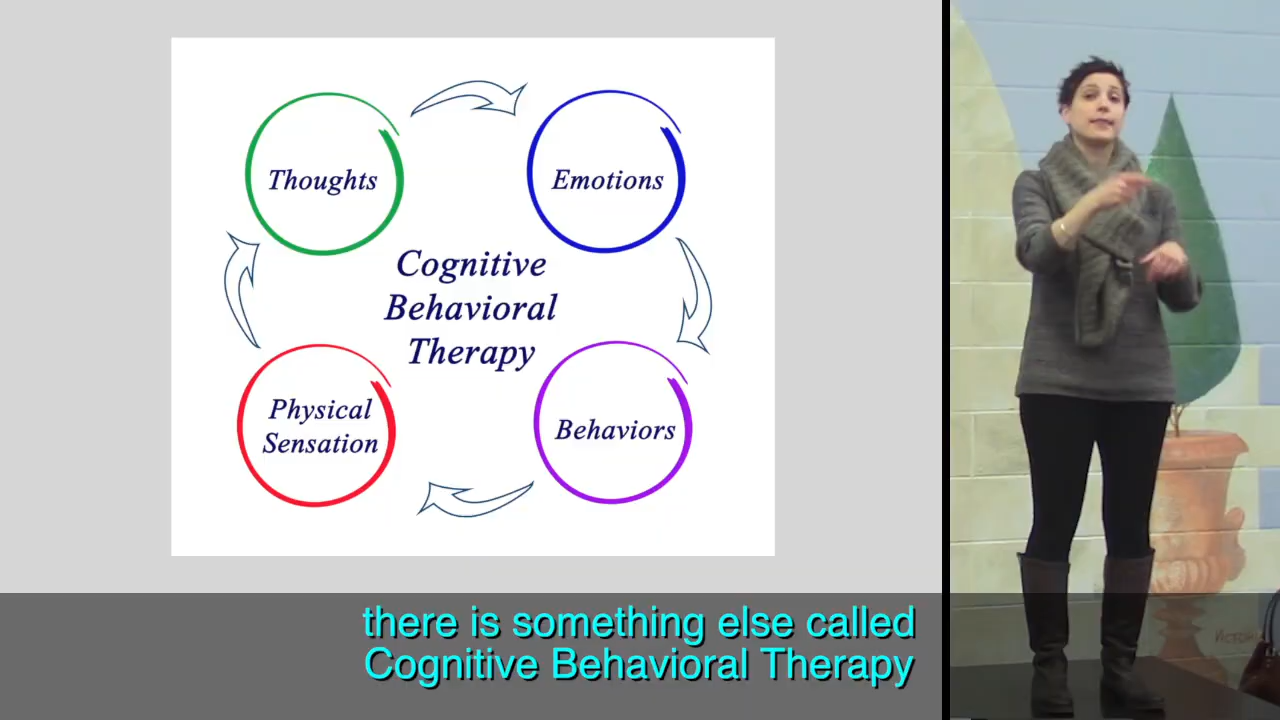 Thoughts
Emotions
Cognitive
Behavioral
Therapy
Physical
Sensation
Behaviors
there is something else called
Cognitive Behavioral Therapy